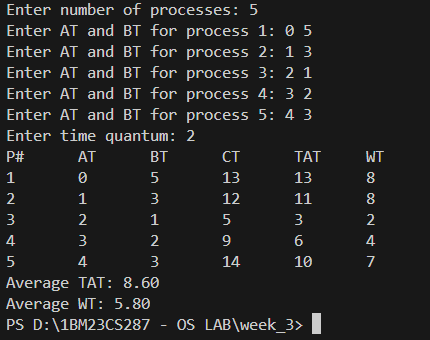 Enter number of processes: 5
Enter AT and BT for process 1: 0 5
Enter AT and BT for process 2: 1 3
Enter AT and BT for process 3: 2 1
Enter AT and BT for process 4: 3 2
Enter AT and BT for process 5: 4 3
Enter time quantum: 2
P# AT BT CT TAT WT
1 0 5 13 13 8
2 1 3 12 11 8
3 2 1 5 3 2
4 3 2 9 6 4
5 4 3 14 10 7
Average TAT: 8.60
Average WT: 5.80
PS D:\1BM23CS287 - OS LAB\week_3>